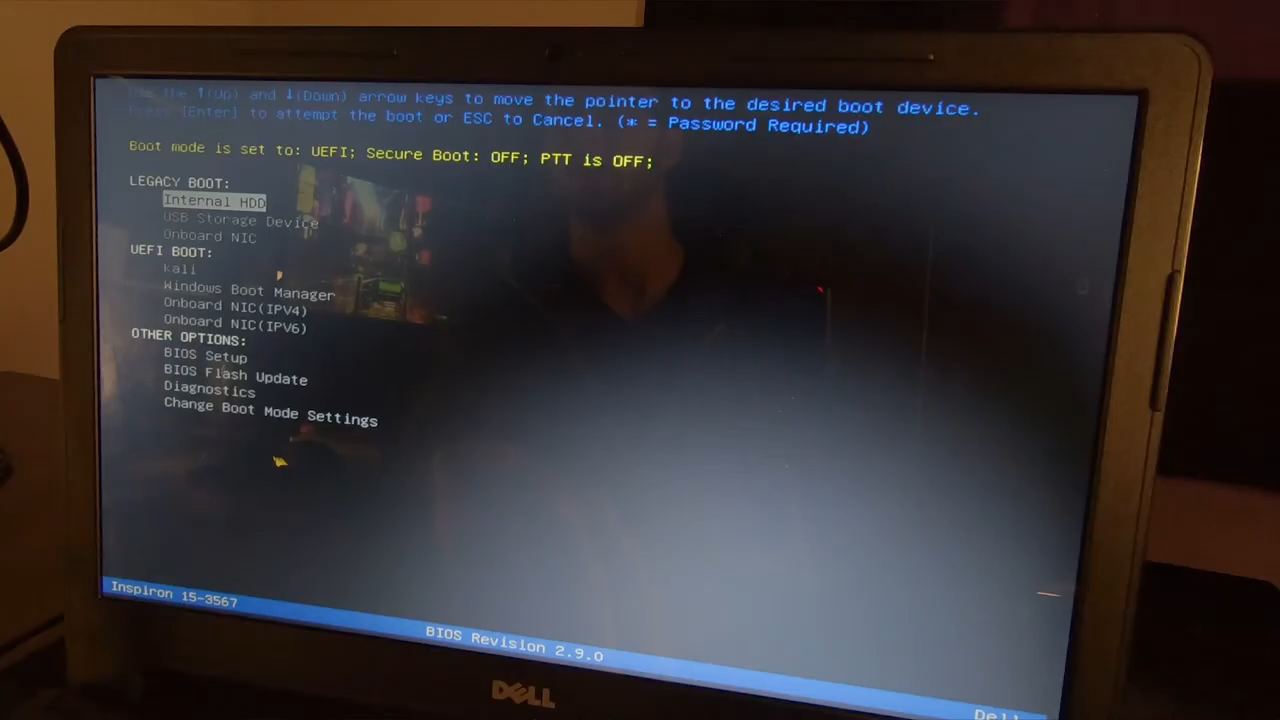 Use the ↑(Up) and ↓(Down) arrow keys to move the pointer to the desired boot device.
Press [Enter] to attempt the boot or ESC to Cancel. (* = Password Required)
Boot mode is set to: UEFI; Secure Boot: OFF; PTT is OFF;
LEGACY BOOT:
Internal HDD
USB Storage Device
Onboard NIC
UEFI BOOT:
kali
Windows Boot Manager
Onboard NIC(IPV4)
Onboard NIC(IPV6)
OTHER OPTIONS:
BIOS Setup
BIOS Flash Update
Diagnostics
Change Boot Mode Settings
Inspiron 15-3567
BIOS Revision 2.9.0
Dell
DELL